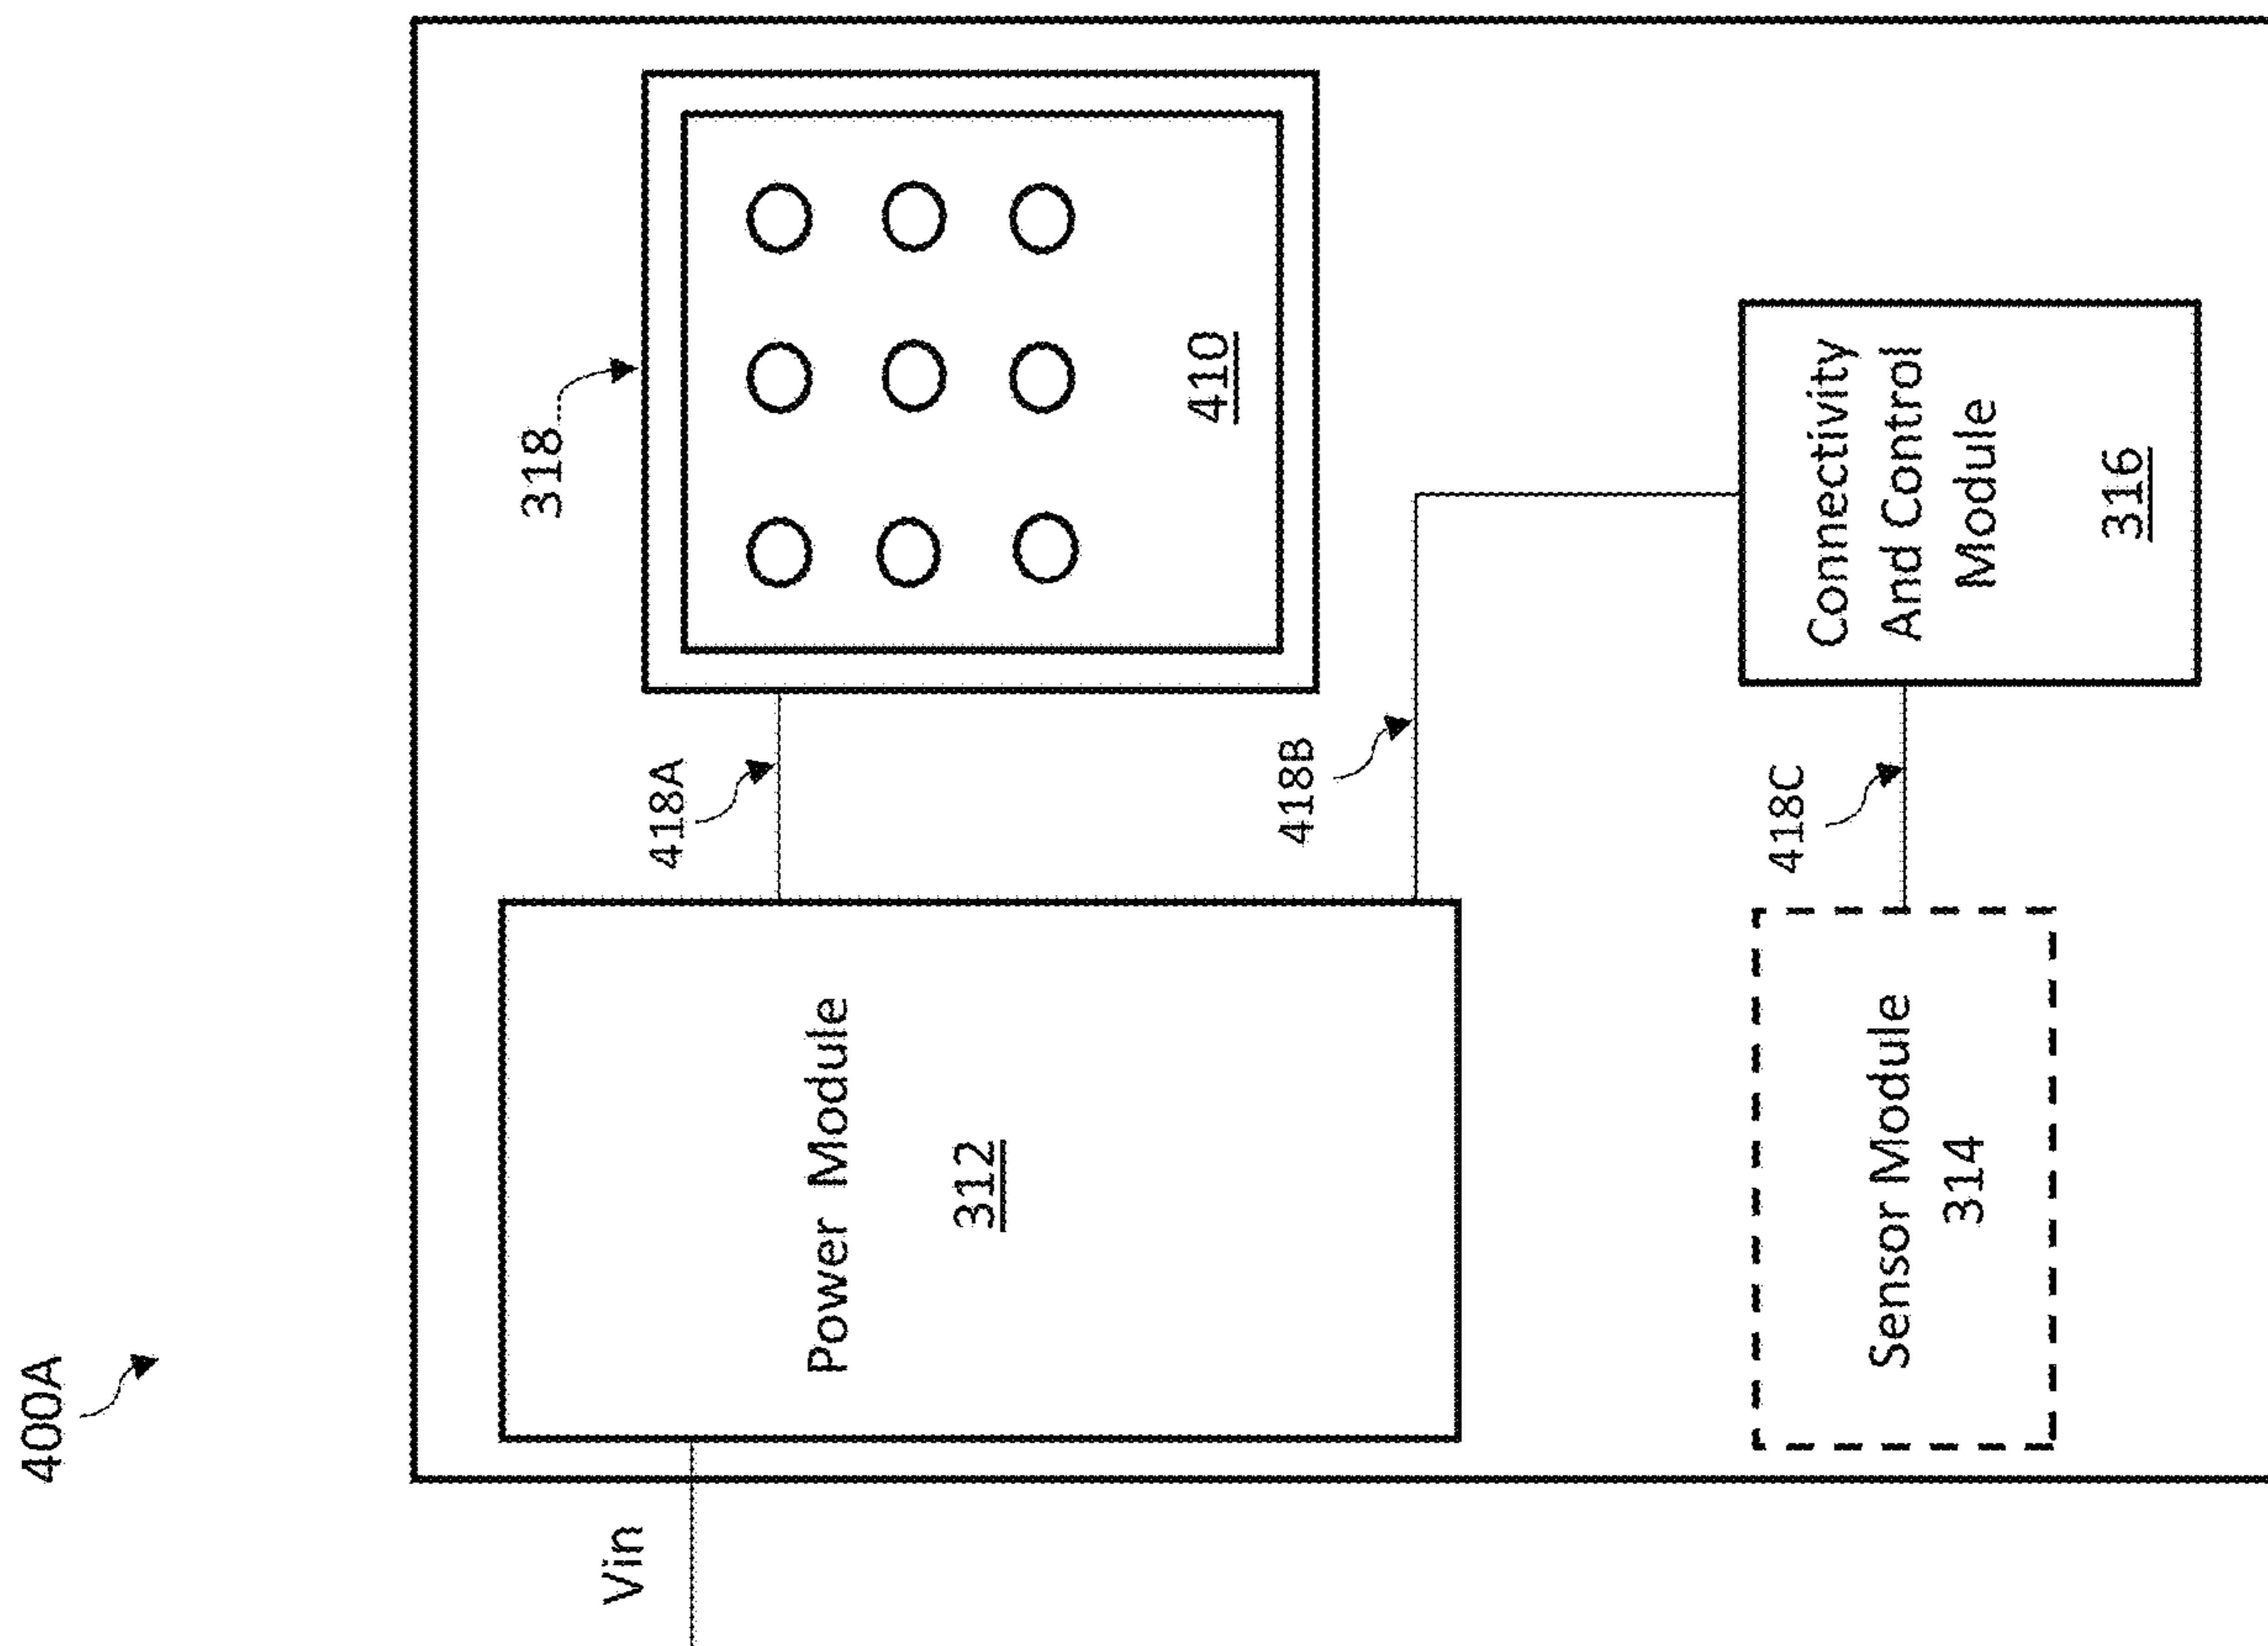 400A
Vin
Power Module
312
418A
318
410
418B
Sensor Module
314
418C
Connectivity
And Control
Module
316